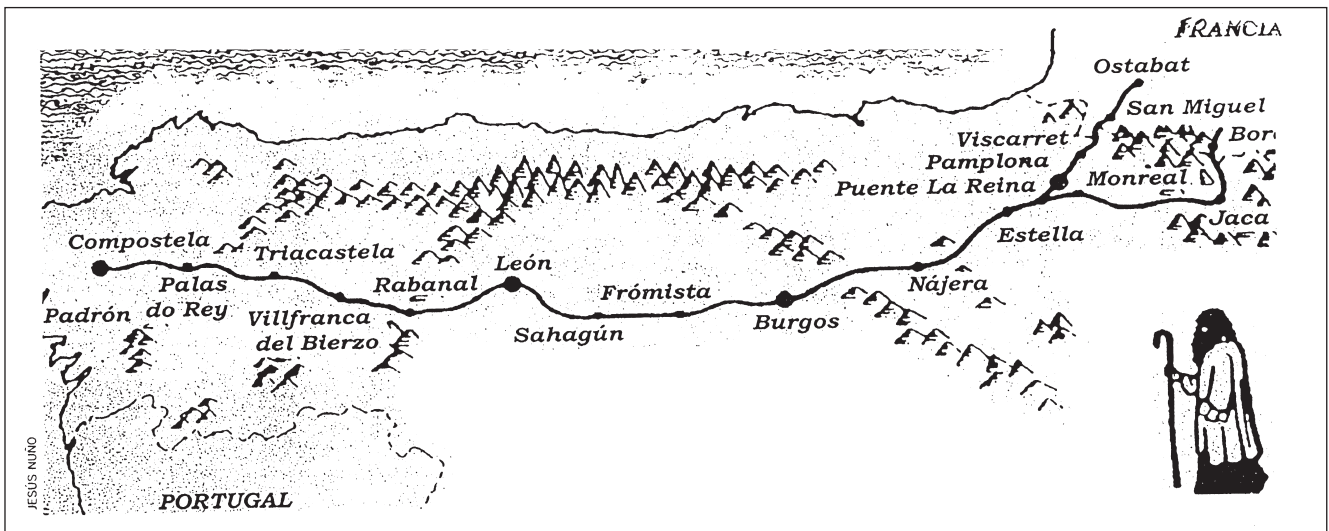 FRANCIA
Ostabat
San Miguel
Viscarret
Pamplona
Monreal
Puente La Reina
Jaca
Estella
Compostela
Triacastela
León
Nájera
Palas
do Rey
Rabanal
Frómista
Padrón
Villfranca
del Bierzo
Sahagún
Burgos
PORTUGAL
JESÚS NUÑO